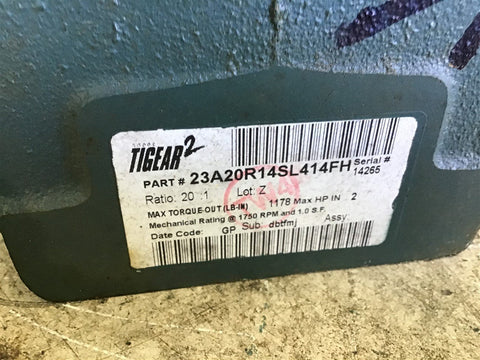 TIGEAR2
PART # 23A20R14SL414FH Serial # 14265
Ratio: 20 :1 Lot: Z
MAX TORQUE-OUT (LB-IN) 1178 Max HP IN 2
• Mechanical Rating @ 1750 RPM and 1.0 S.F.
Date Code: GP Sub: dbtfmj Assy: